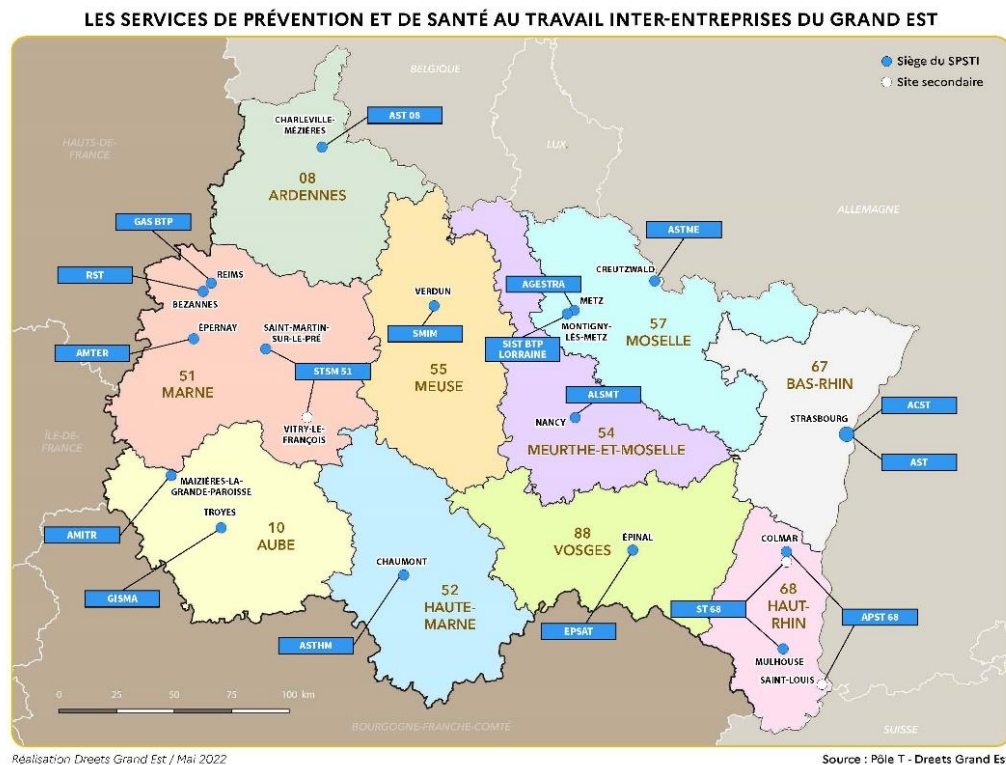 LES SERVICES DE PRÉVENTION ET DE SANTÉ AU TRAVAIL INTER-ENTREPRISES DU GRAND EST
Siège du SPSTI
Site secondaire
BELGIQUE
HAUTS-DE-
FRANCE
LUX.
ALLEMAGNE
AST 08
CHARLEVILLE-
MÉZIÈRES
08
ARDENNES
GAS BTP
RST
REIMS
BEZANNES
ÉPERNAY
AMTER
SAINT-MARTIN-
SUR-LE-PRÉ
STSM 51
51
MARNE
VITRY-LE-
FRANÇOIS
VERDUN
SMIM
55
MEUSE
ASTME
CREUTZWALD
AGESTRA
METZ
MONTIGNY-
LÈS-METZ
SIST BTP
LORRAINE
57
MOSELLE
ALSMT
NANCY
54
MEURTHE-ET-MOSELLE
67
BAS-RHIN
STRASBOURG
ACST
AST
ÎLE-DE-
FRANCE
MAIZIÈRES-LA-
GRANDE-PAROISSE
TROYES
AMITR
10
AUBE
GISMA
CHAUMONT
52
HAUTE-
MARNE
ASTHM
88
VOSGES
ÉPINAL
EPSAT
COLMAR
ST 68
68
HAUT-
RHIN
APST 68
MULHOUSE
SAINT-LOUIS
0 25 50 75 100 km
BOURGOGNE-FRANCHE-COMTÉ
SUISSE
Réalisation Dreets Grand Est / Mai 2022
Source : Pôle T - Dreets Grand Es